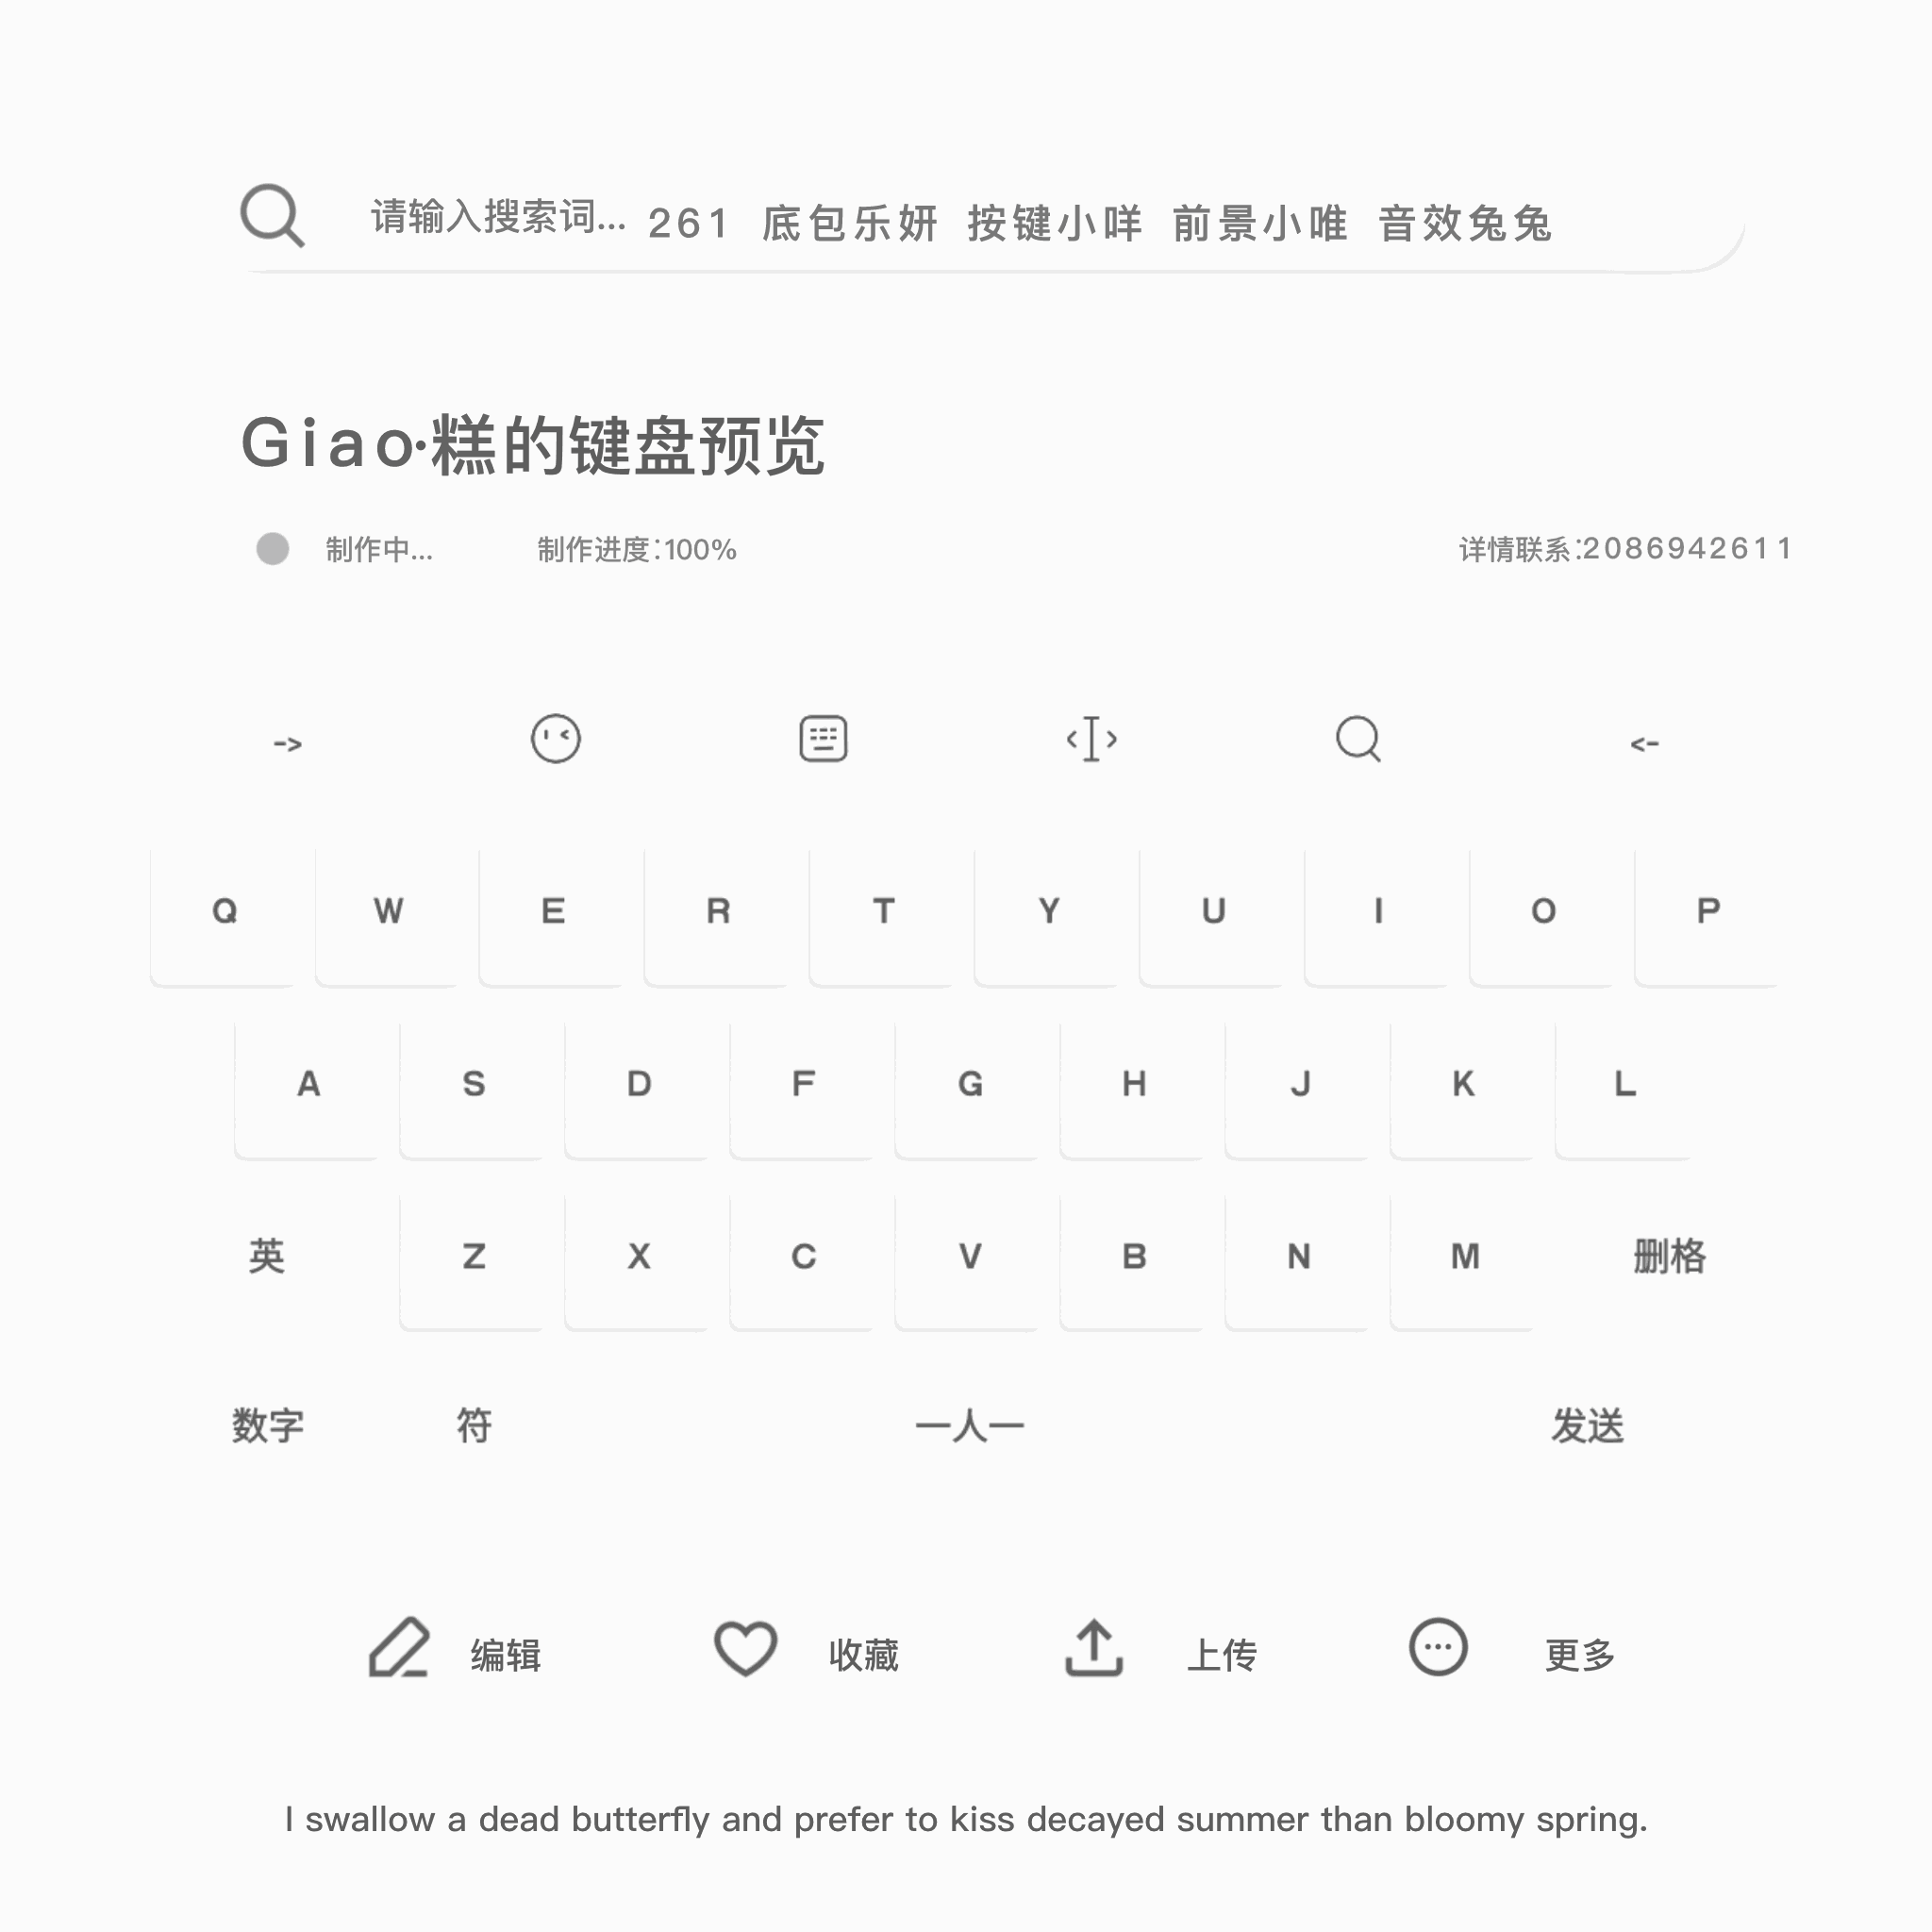 请输入搜索词... 261 底包乐妍 按键小咩 前景小唯 音效兔兔
Giao·糕的键盘预览
制作中... 制作进度:100% 详情联系:2086942611
-> <-
Q W E R T Y U I O P
A S D F G H J K L
英 Z X C V B N M 删格
数字 符 一人一 发送
编辑 收藏 上传 更多
I swallow a dead butterfly and prefer to kiss decayed summer than bloomy spring.